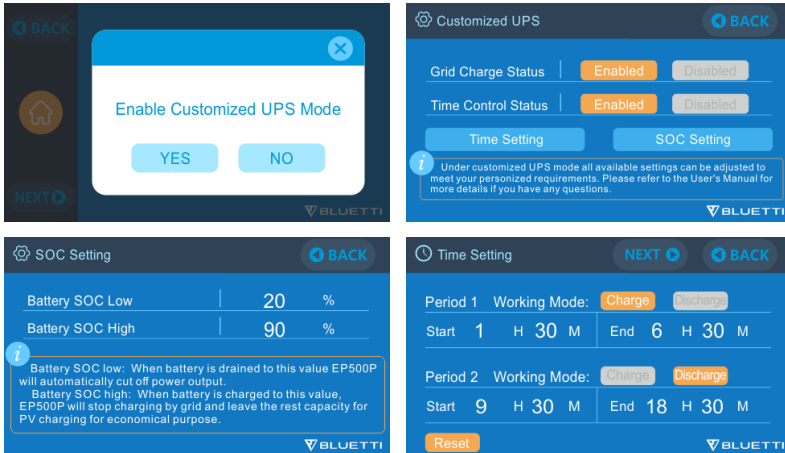 BACK
Enable Customized UPS Mode
YES NO
NEXT
BLUETTI
Customized UPS BACK
Grid Charge Status Enabled Disabled
Time Control Status Enabled Disabled
Time Setting SOC Setting
i Under customized UPS mode all available settings can be adjusted to
meet your personized requirements. Please refer to the User's Manual for
more details if you have any questions.
BLUETTI
SOC Setting BACK
Battery SOC Low 20 %
Battery SOC High 90 %
i Battery SOC low: When battery is drained to this value EP500P
will automatically cut off power output.
Battery SOC high: When battery is charged to this value,
EP500P will stop charging by grid and leave the rest capacity for
PV charging for economical purpose.
BLUETTI
Time Setting NEXT BACK
Period 1 Working Mode: Charge Discharge
Start 1 H 30 M End 6 H 30 M
Period 2 Working Mode: Charge Discharge
Start 9 H 30 M End 18 H 30 M
Reset
BLUETTI